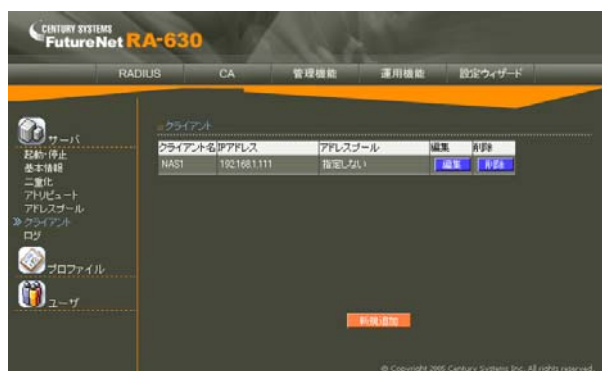 CENTURY SYSTEMS
FutureNet RA-630
RADIUS CA 管理機能 運用機能 設定ウィザード
サーバ
起動・停止
基本情報
二重化
アトリビュート
アドレスプール
クライアント
ログ
プロファイル
ユーザ
クライアント
クライアント名 IPアドレス アドレスプール 編集 削除
NAS1 192.168.1.111 指定しない 編集 削除
新規追加
© Copyright 2005 Century Systems Inc. All rights reserved.